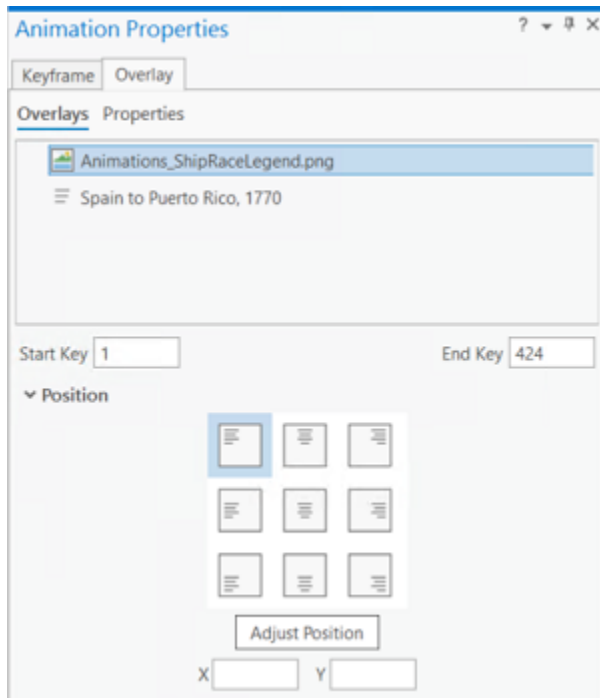 Animation Properties ?
Keyframe Overlay
Overlays Properties
Animations_ShipRaceLegend.png
Spain to Puerto Rico, 1770
Start Key 1 End Key 424
Position
Adjust Position
X Y